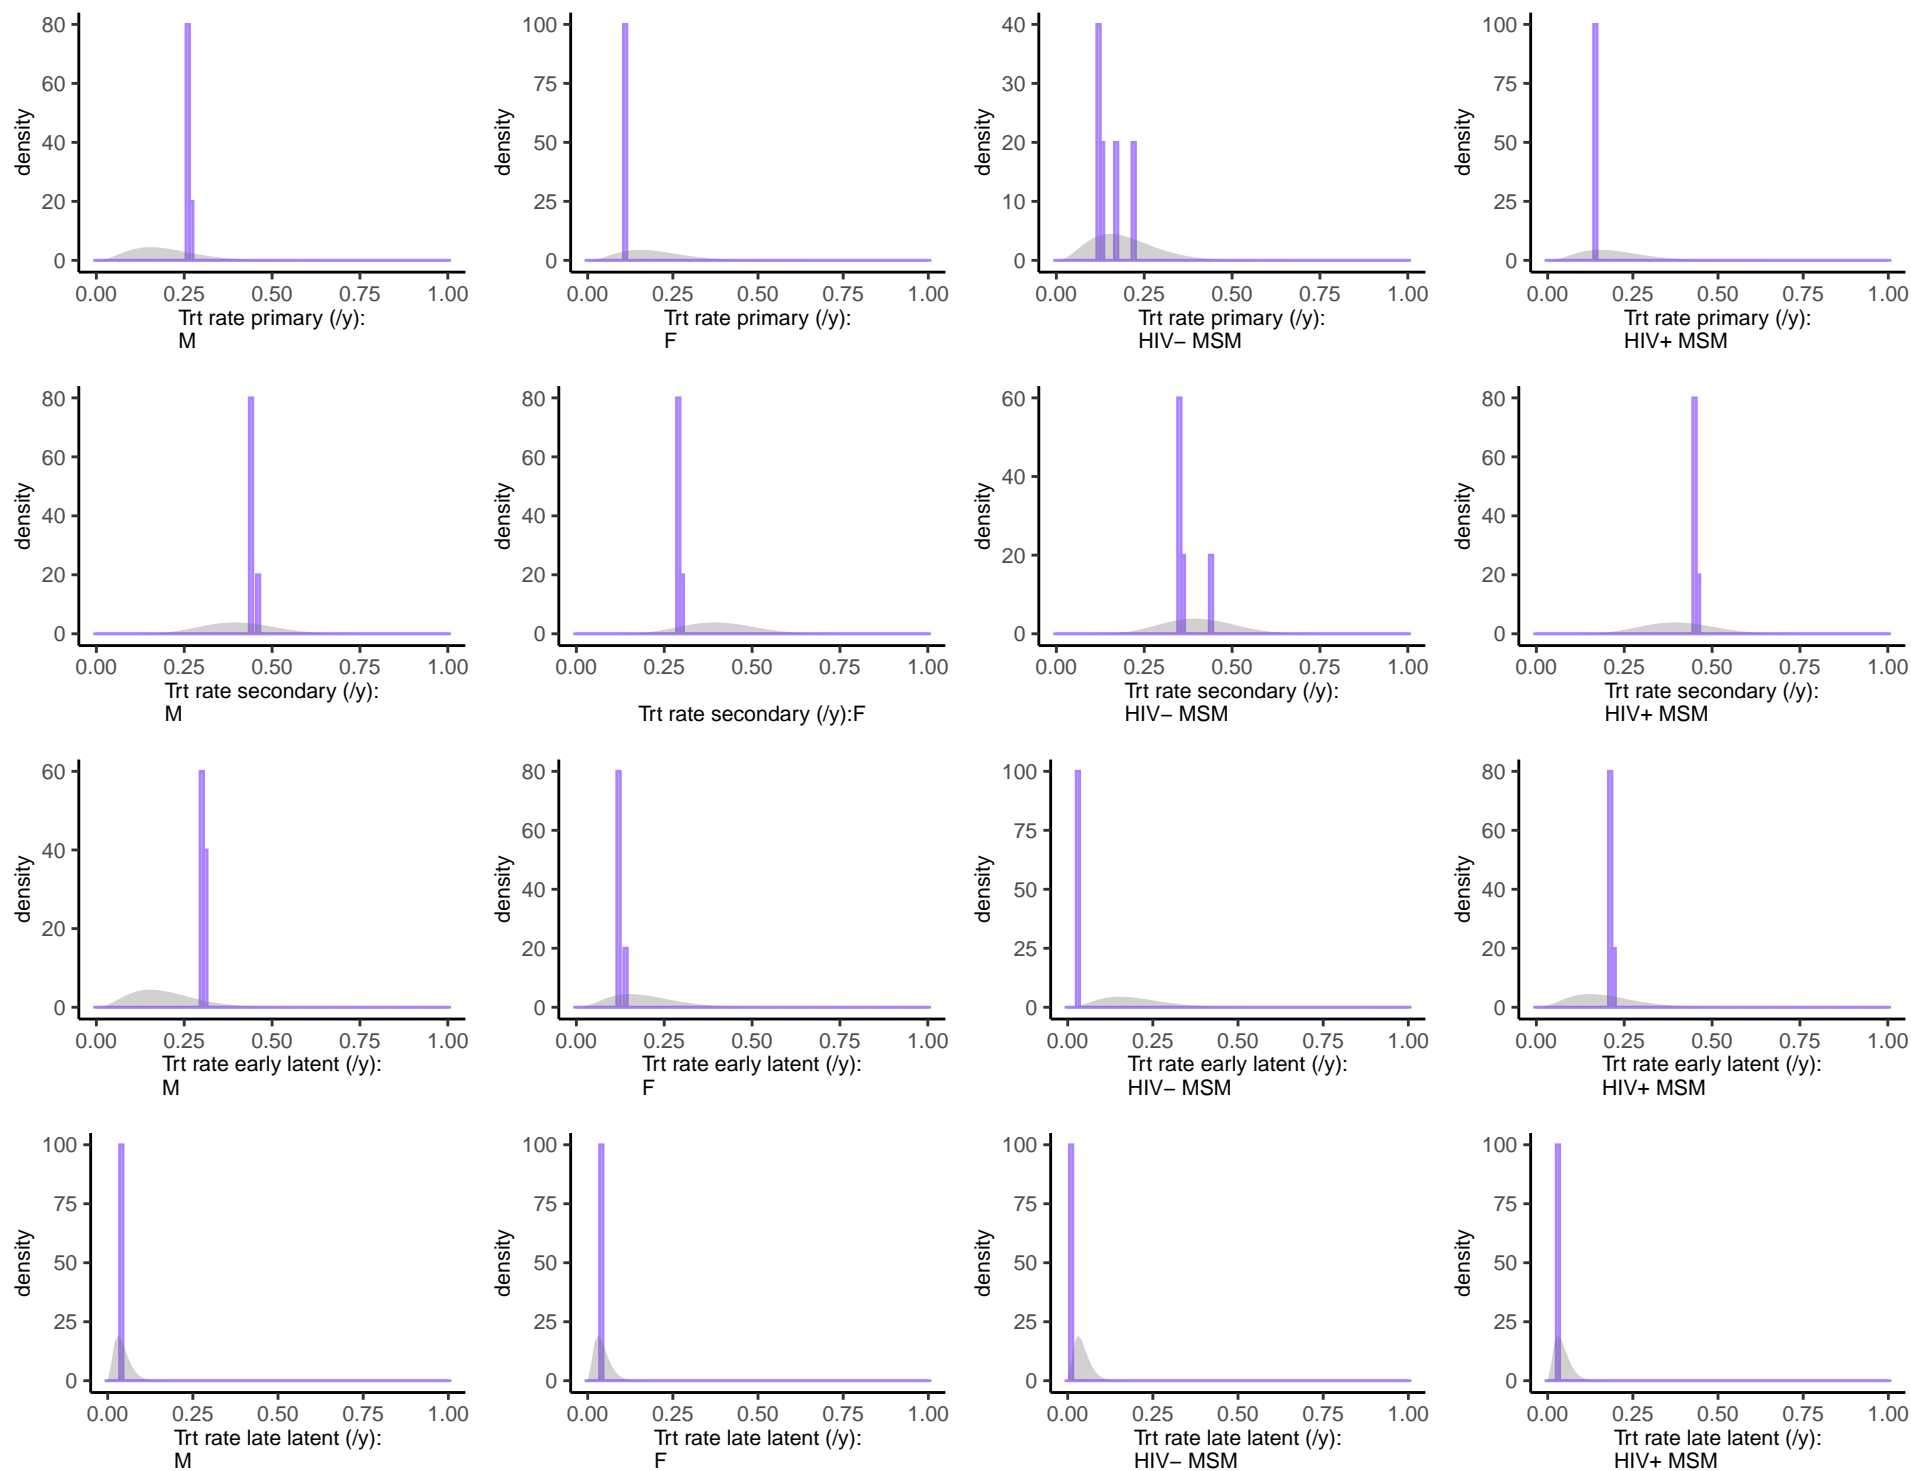 80
60
40
20
0
density
0.00 0.25 0.50 0.75 1.00
Trt rate primary (/y):
M
100
75
50
25
0
density
0.00 0.25 0.50 0.75 1.00
Trt rate primary (/y):
F
40
30
20
10
0
density
0.00 0.25 0.50 0.75 1.00
Trt rate primary (/y):
HIV− MSM
100
75
50
25
0
density
0.00 0.25 0.50 0.75 1.00
Trt rate primary (/y):
HIV+ MSM
80
60
40
20
0
density
0.00 0.25 0.50 0.75 1.00
Trt rate secondary (/y):
M
80
60
40
20
0
density
0.00 0.25 0.50 0.75 1.00
Trt rate secondary (/y):F
60
40
20
0
density
0.00 0.25 0.50 0.75 1.00
Trt rate secondary (/y):
HIV− MSM
80
60
40
20
0
density
0.00 0.25 0.50 0.75 1.00
Trt rate secondary (/y):
HIV+ MSM
60
40
20
0
density
0.00 0.25 0.50 0.75 1.00
Trt rate early latent (/y):
M
80
60
40
20
0
density
0.00 0.25 0.50 0.75 1.00
Trt rate early latent (/y):
F
100
75
50
25
0
density
0.00 0.25 0.50 0.75 1.00
Trt rate early latent (/y):
HIV− MSM
80
60
40
20
0
density
0.00 0.25 0.50 0.75 1.00
Trt rate early latent (/y):
HIV+ MSM
100
75
50
25
0
density
0.00 0.25 0.50 0.75 1.00
Trt rate late latent (/y):
M
100
75
50
25
0
density
0.00 0.25 0.50 0.75 1.00
Trt rate late latent (/y):
F
100
75
50
25
0
density
0.00 0.25 0.50 0.75 1.00
Trt rate late latent (/y):
HIV− MSM
100
75
50
25
0
density
0.00 0.25 0.50 0.75 1.00
Trt rate late latent (/y):
HIV+ MSM